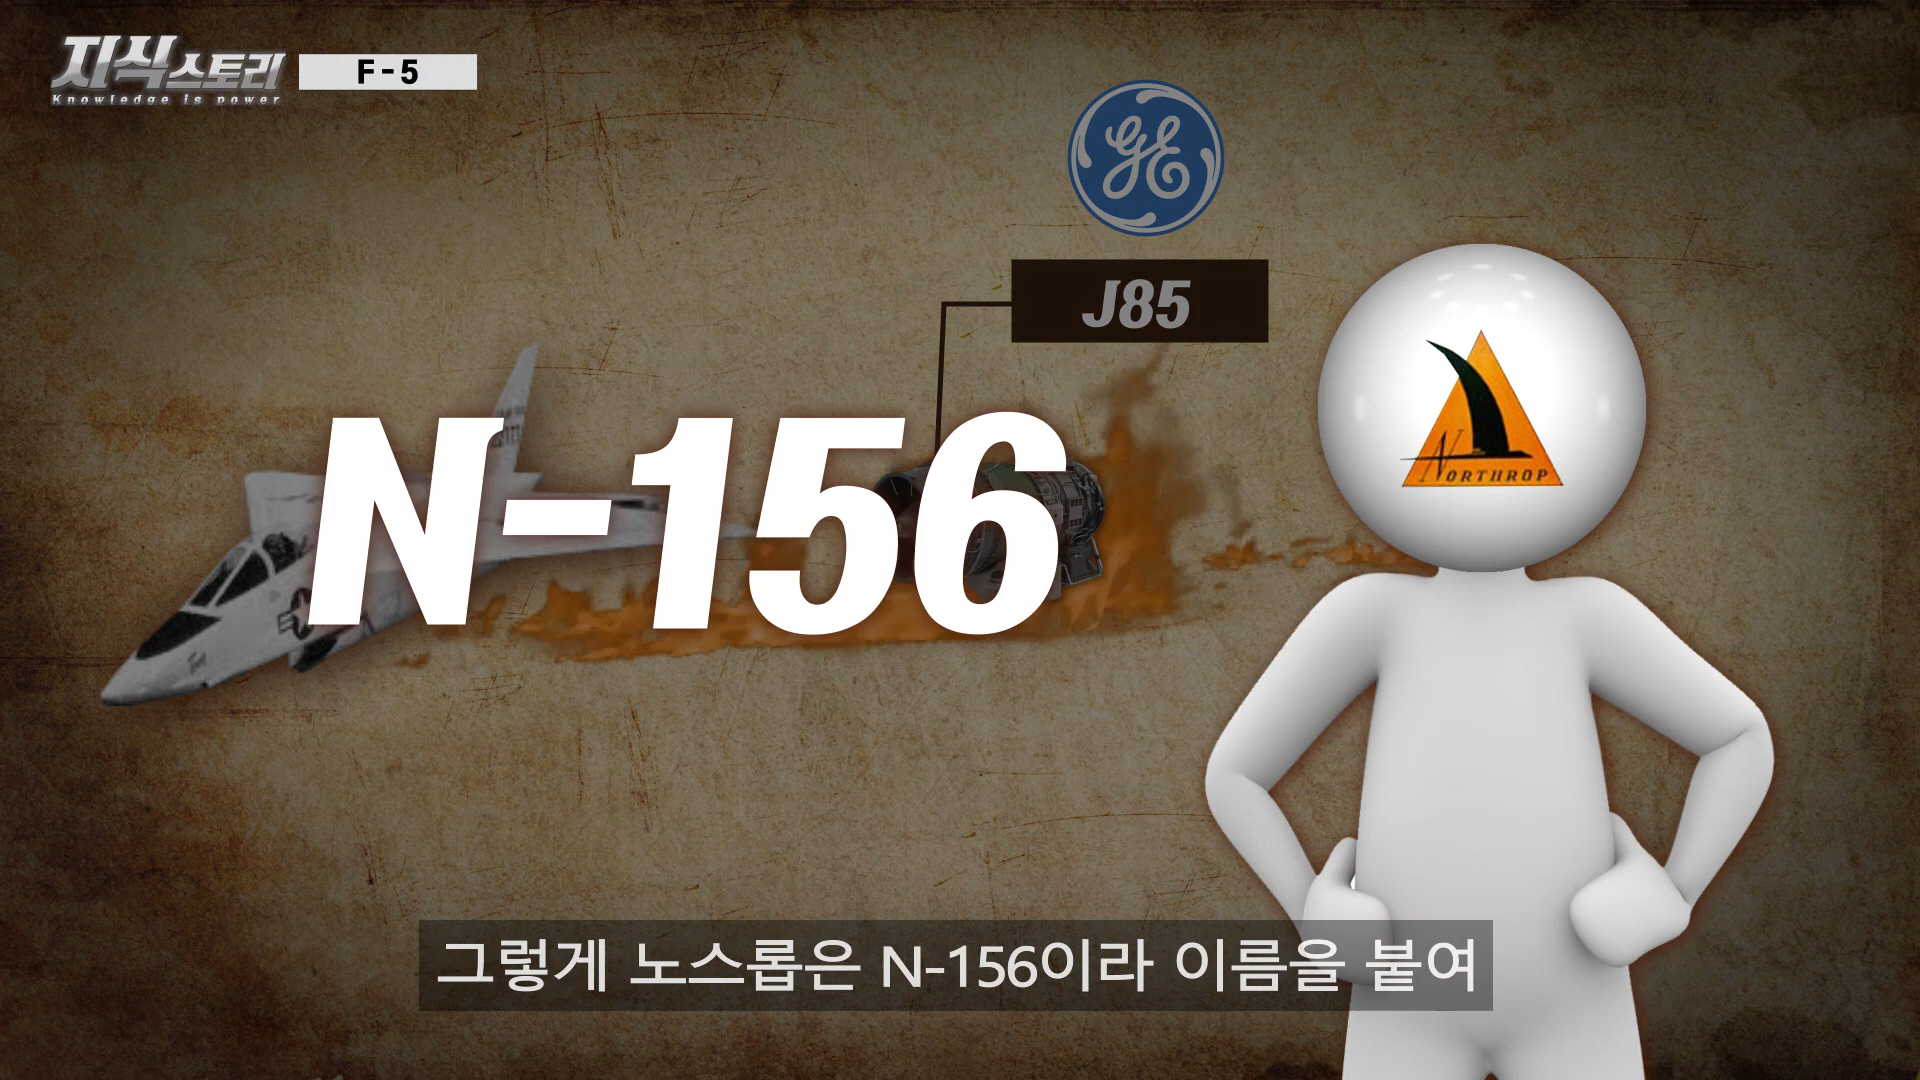 지식스토리
Knowledge is power
F-5
GE
J85
N-156
NORTHROP
그렇게 노스롭은 N-156이라 이름을 붙여